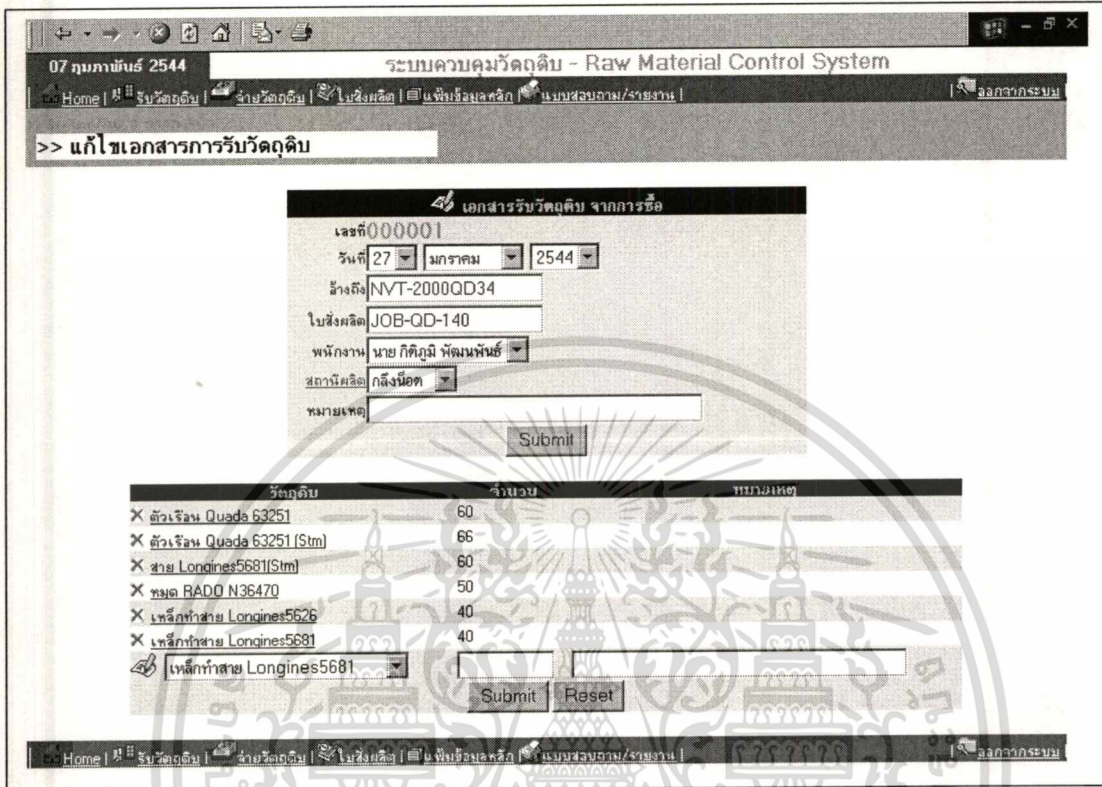 07 กุมภาพันธ์ 2544
ระบบควบคุมวัตถุดิบ - Raw Material Control System
Home | รับวัตถุดิบ | จ่ายวัตถุดิบ | ใบสั่งผลิต | แฟ้มข้อมูลหลัก | แบบสอบถาม/รายงาน | ออกจากระบบ
>> แก้ไขเอกสารการรับวัตถุดิบ
เอกสารรับวัตถุดิบ จากการซื้อ
เลขที่ 000001
วันที่ 27 มกราคม 2544
อ้างถึง NVT-2000QD34
ใบสั่งผลิต JOB-QD-140
พนักงาน นาย กิติภูมิ พัฒนพันธ์
สถานีผลิต กลึงน็อต
หมายเหตุ
Submit
วัตถุดิบ จำนวน หมายเหตุ
X ตัวเรือน Quada 63251 60
X ตัวเรือน Quada 63251 (Stm) 66
X สาย Longines5681(Stm) 60
X หมุด RADO N36470 50
X เหล็กทำสาย Longines5626 40
X เหล็กทำสาย Longines5681 40
เหล็กทำสาย Longines5681
Submit Reset
Home | รับวัตถุดิบ | จ่ายวัตถุดิบ | ใบสั่งผลิต | แฟ้มข้อมูลหลัก | แบบสอบถาม/รายงาน | ออกจากระบบ